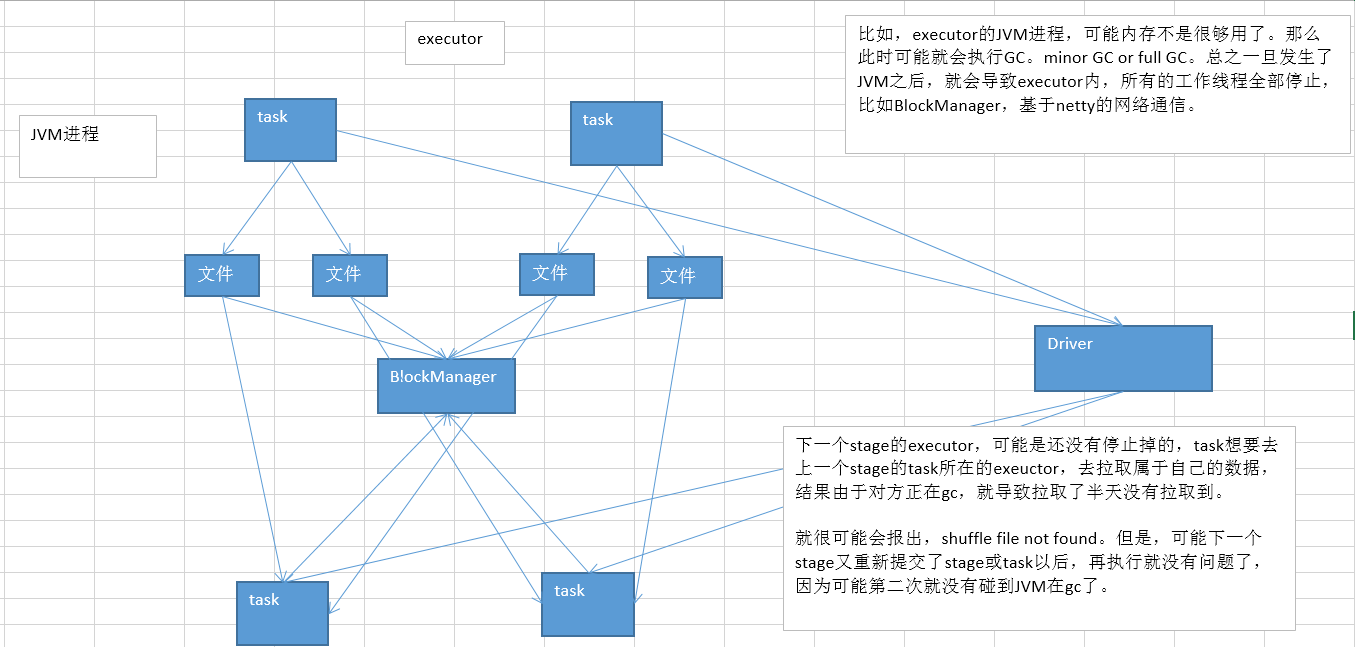 executor
比如，executor的JVM进程，可能内存不是很够用了。那么
此时可能就会执行GC。minor GC or full GC。总之一旦发生了
JVM之后，就会导致executor内，所有的工作线程全部停止，
比如BlockManager，基于netty的网络通信。
JVM进程
task
task
文件
文件
文件
文件
BlockManager
Driver
下一个stage的executor，可能是还没有停止掉的，task想要去
上一个stage的task所在的exeuctor，去拉取属于自己的数据，
结果由于对方正在gc，就导致拉取了半天没有拉取到。
就很可能会报出，shuffle file not found。但是，可能下一个
stage又重新提交了stage或task以后，再执行就没有问题了，
因为可能第二次就没有碰到JVM在gc了。
task
task